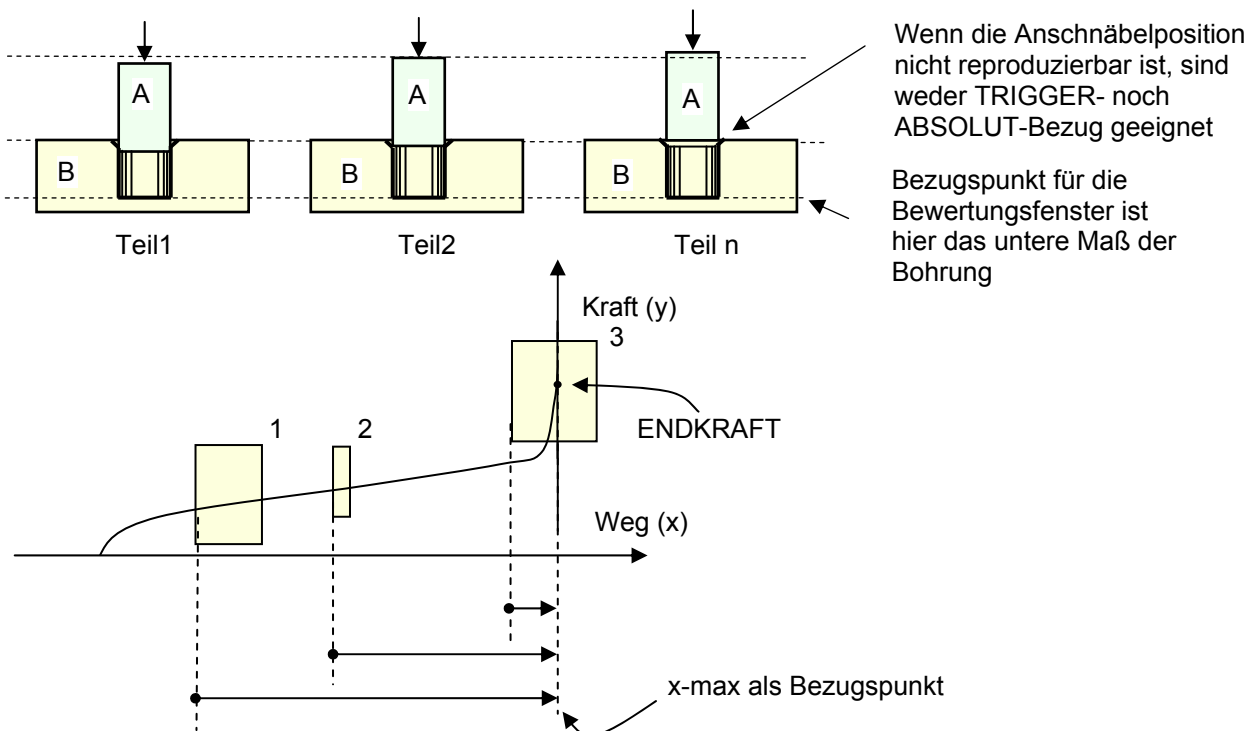 A
A
A
B
B
B
Teil1
Teil2
Teil n
Wenn die Anschnäbelposition
nicht reproduzierbar ist, sind
weder TRIGGER- noch
ABSOLUT-Bezug geeignet
Bezugspunkt für die
Bewertungsfenster ist
hier das untere Maß der
Bohrung
Kraft (y)
3
1
2
ENDKRAFT
Weg (x)
x-max als Bezugspunkt